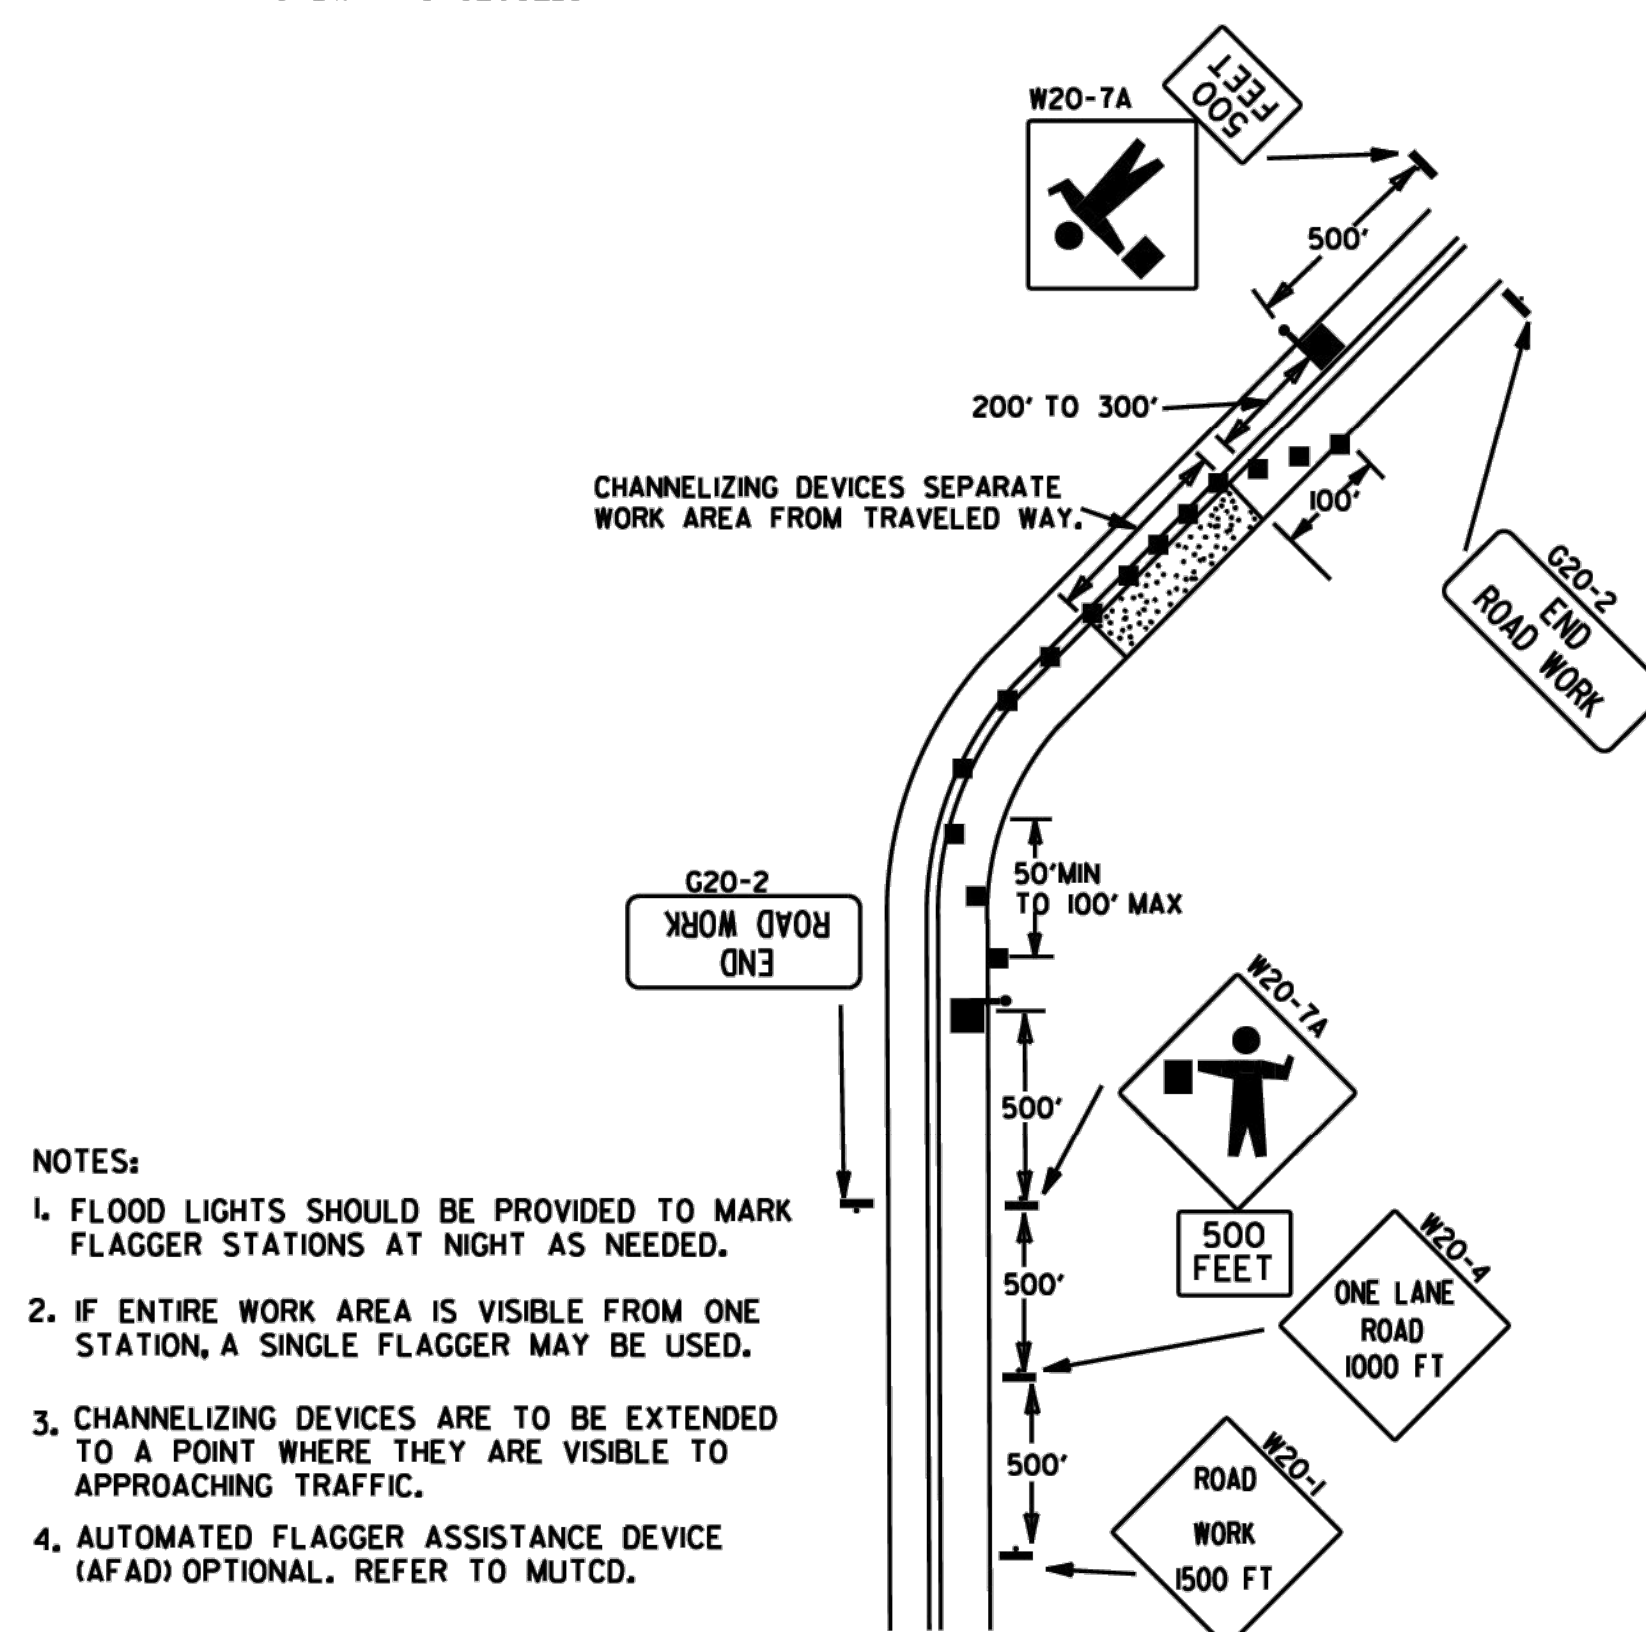 500
FEET
W20-7A
500'
200' TO 300'
CHANNELIZING DEVICES SEPARATE
WORK AREA FROM TRAVELED WAY.
100'
G20-2
END
ROAD WORK
50'MIN
TO 100' MAX
G20-2
END
ROAD WORK
W20-7A
500'
500
FEET
500'
W20-4
ONE LANE
ROAD
1000 FT
500'
W20-1
ROAD
WORK
1500 FT
NOTES:
1. FLOOD LIGHTS SHOULD BE PROVIDED TO MARK
FLAGGER STATIONS AT NIGHT AS NEEDED.
2. IF ENTIRE WORK AREA IS VISIBLE FROM ONE
STATION, A SINGLE FLAGGER MAY BE USED.
3. CHANNELIZING DEVICES ARE TO BE EXTENDED
TO A POINT WHERE THEY ARE VISIBLE TO
APPROACHING TRAFFIC.
4. AUTOMATED FLAGGER ASSISTANCE DEVICE
(AFAD) OPTIONAL. REFER TO MUTCD.